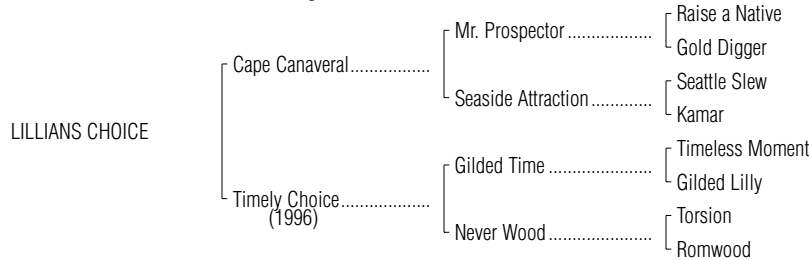 Raise a Native
Mr. Prospector ...................
Gold Digger
Cape Canaveral.................
Seattle Slew
Seaside Attraction .............
Kamar
LILLIANS CHOICE
Timeless Moment
Gilded Time .......................
Gilded Lilly
Timely Choice...................
(1996)
Torsion
Never Wood .......................
Romwood